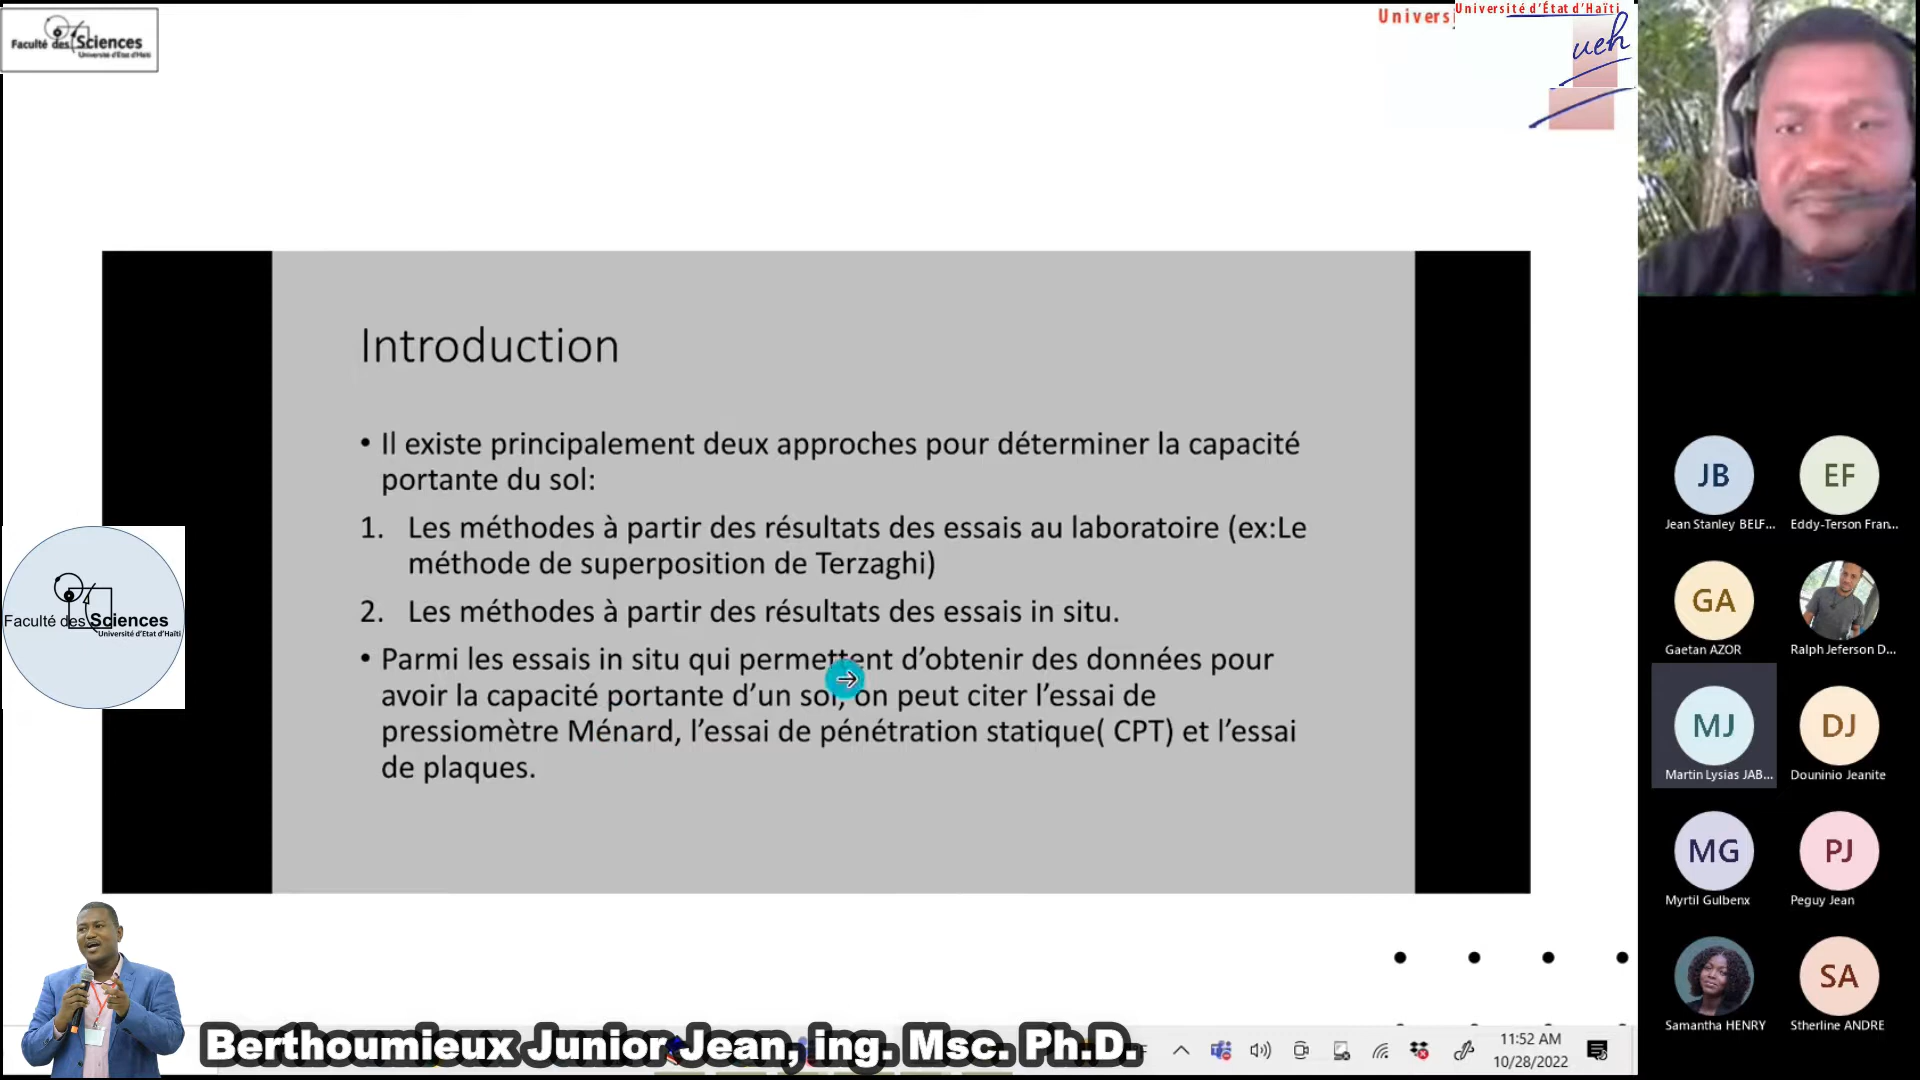 Faculté des Sciences
Université d'Etat d'Haïti
Univers
Université d'État d'Haïti
ueh
Introduction
• Il existe principalement deux approches pour déterminer la capacité
portante du sol:
1. Les méthodes à partir des résultats des essais au laboratoire (ex:Le
méthode de superposition de Terzaghi)
2. Les méthodes à partir des résultats des essais in situ.
• Parmi les essais in situ qui permettent d'obtenir des données pour
avoir la capacité portante d'un sol, on peut citer l'essai de
pressiomètre Ménard, l'essai de pénétration statique( CPT) et l'essai
de plaques.
Faculté des Sciences
Université d'Etat d'Haïti
JB
Jean Stanley BELF...
EF
Eddy-Terson Fran...
GA
Gaetan AZOR
Ralph Jeferson D...
MJ
Martin Lysias JAB...
DJ
Douninio Jeanite
MG
Myrtil Gulbenx
PJ
Peguy Jean
Samantha HENRY
SA
Stherline ANDRE
Berthoumieux Junior Jean, ing. Msc. Ph.D.
11:52 AM
10/28/2022